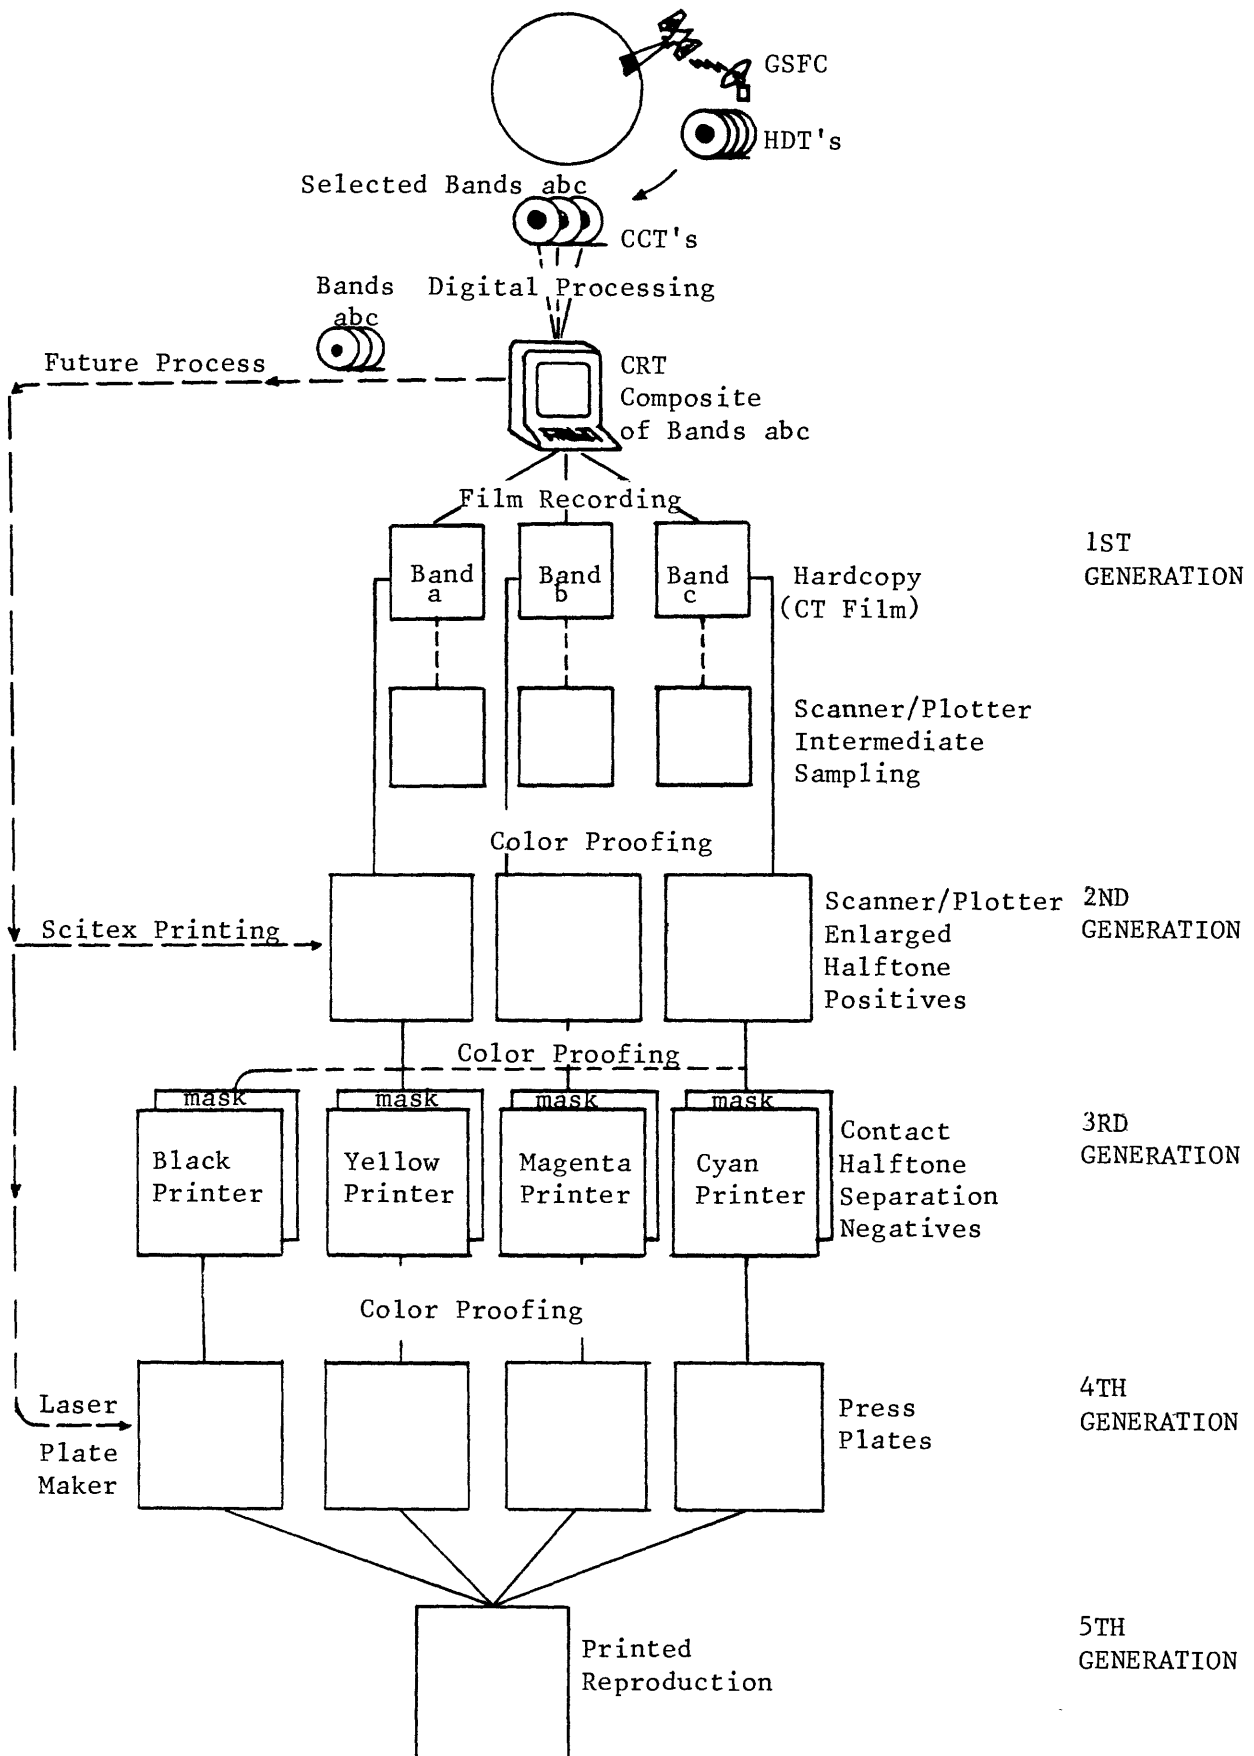 GSFC
HDT's
Selected Bands abc
CCT's
Bands
abc
Digital Processing
Future Process
CRT
Composite
of Bands abc
Film Recording
Band
a
Band
b
Band
c
Hardcopy
(CT Film)
1ST
GENERATION
Scanner/Plotter
Intermediate
Sampling
Color Proofing
Scitex Printing
Scanner/Plotter
Enlarged
Halftone
Positives
2ND
GENERATION
Color Proofing
mask
mask
mask
mask
Black
Printer
Yellow
Printer
Magenta
Printer
Cyan
Printer
Contact
Halftone
Separation
Negatives
3RD
GENERATION
Color Proofing
Laser
Plate
Maker
Press
Plates
4TH
GENERATION
Printed
Reproduction
5TH
GENERATION